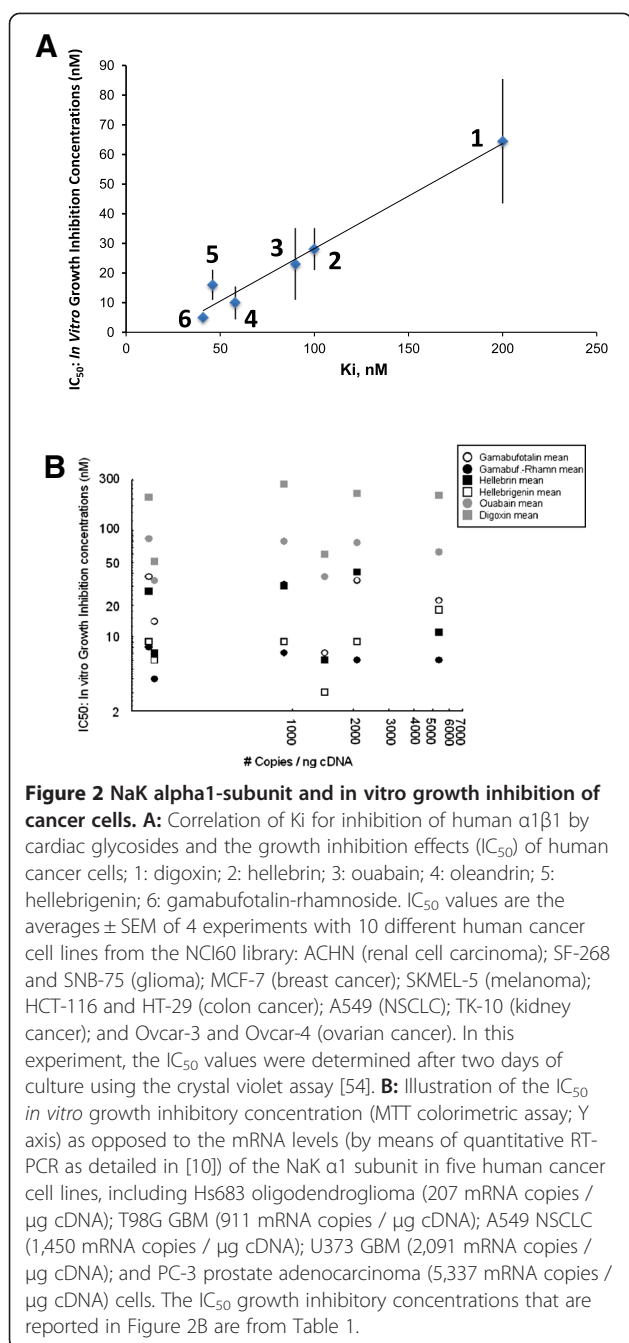 A
IC50: In Vitro Growth Inhibition Concentrations (nM)
90
80
70
60
50
40
30
20
10
0
1
2
3
4
5
6
0 50 100 150 200 250
Ki, nM
B
IC50: In vitro Growth Inhibition concentrations (nM)
300
100
50
20
10
2
1000 2000 3000 4000 5000 6000 7000
# Copies / ng cDNA
Gamabufotalin mean
Gamabuf.-Rhamn mean
Hellebrin mean
Hellebrigenin mean
Ouabain mean
Digoxin mean
Figure 2 NaK alpha1-subunit and in vitro growth inhibition of
cancer cells. A: Correlation of Ki for inhibition of human α1β1 by
cardiac glycosides and the growth inhibition effects (IC50) of human
cancer cells; 1: digoxin; 2: hellebrin; 3: ouabain; 4: oleandrin; 5:
hellebrigenin; 6: gamabufotalin-rhamnoside. IC50 values are the
averages ± SEM of 4 experiments with 10 different human cancer
cell lines from the NCI60 library: ACHN (renal cell carcinoma); SF-268
and SNB-75 (glioma); MCF-7 (breast cancer); SKMEL-5 (melanoma);
HCT-116 and HT-29 (colon cancer); A549 (NSCLC); TK-10 (kidney
cancer); and Ovcar-3 and Ovcar-4 (ovarian cancer). In this
experiment, the IC50 values were determined after two days of
culture using the crystal violet assay [54]. B: Illustration of the IC50
in vitro growth inhibitory concentration (MTT colorimetric assay; Y
axis) as opposed to the mRNA levels (by means of quantitative RT-
PCR as detailed in [10]) of the NaK α1 subunit in five human cancer
cell lines, including Hs683 oligodendroglioma (207 mRNA copies /
μg cDNA); T98G GBM (911 mRNA copies / μg cDNA); A549 NSCLC
(1,450 mRNA copies / μg cDNA); U373 GBM (2,091 mRNA copies /
μg cDNA); and PC-3 prostate adenocarcinoma (5,337 mRNA copies /
μg cDNA) cells. The IC50 growth inhibitory concentrations that are
reported in Figure 2B are from Table 1.